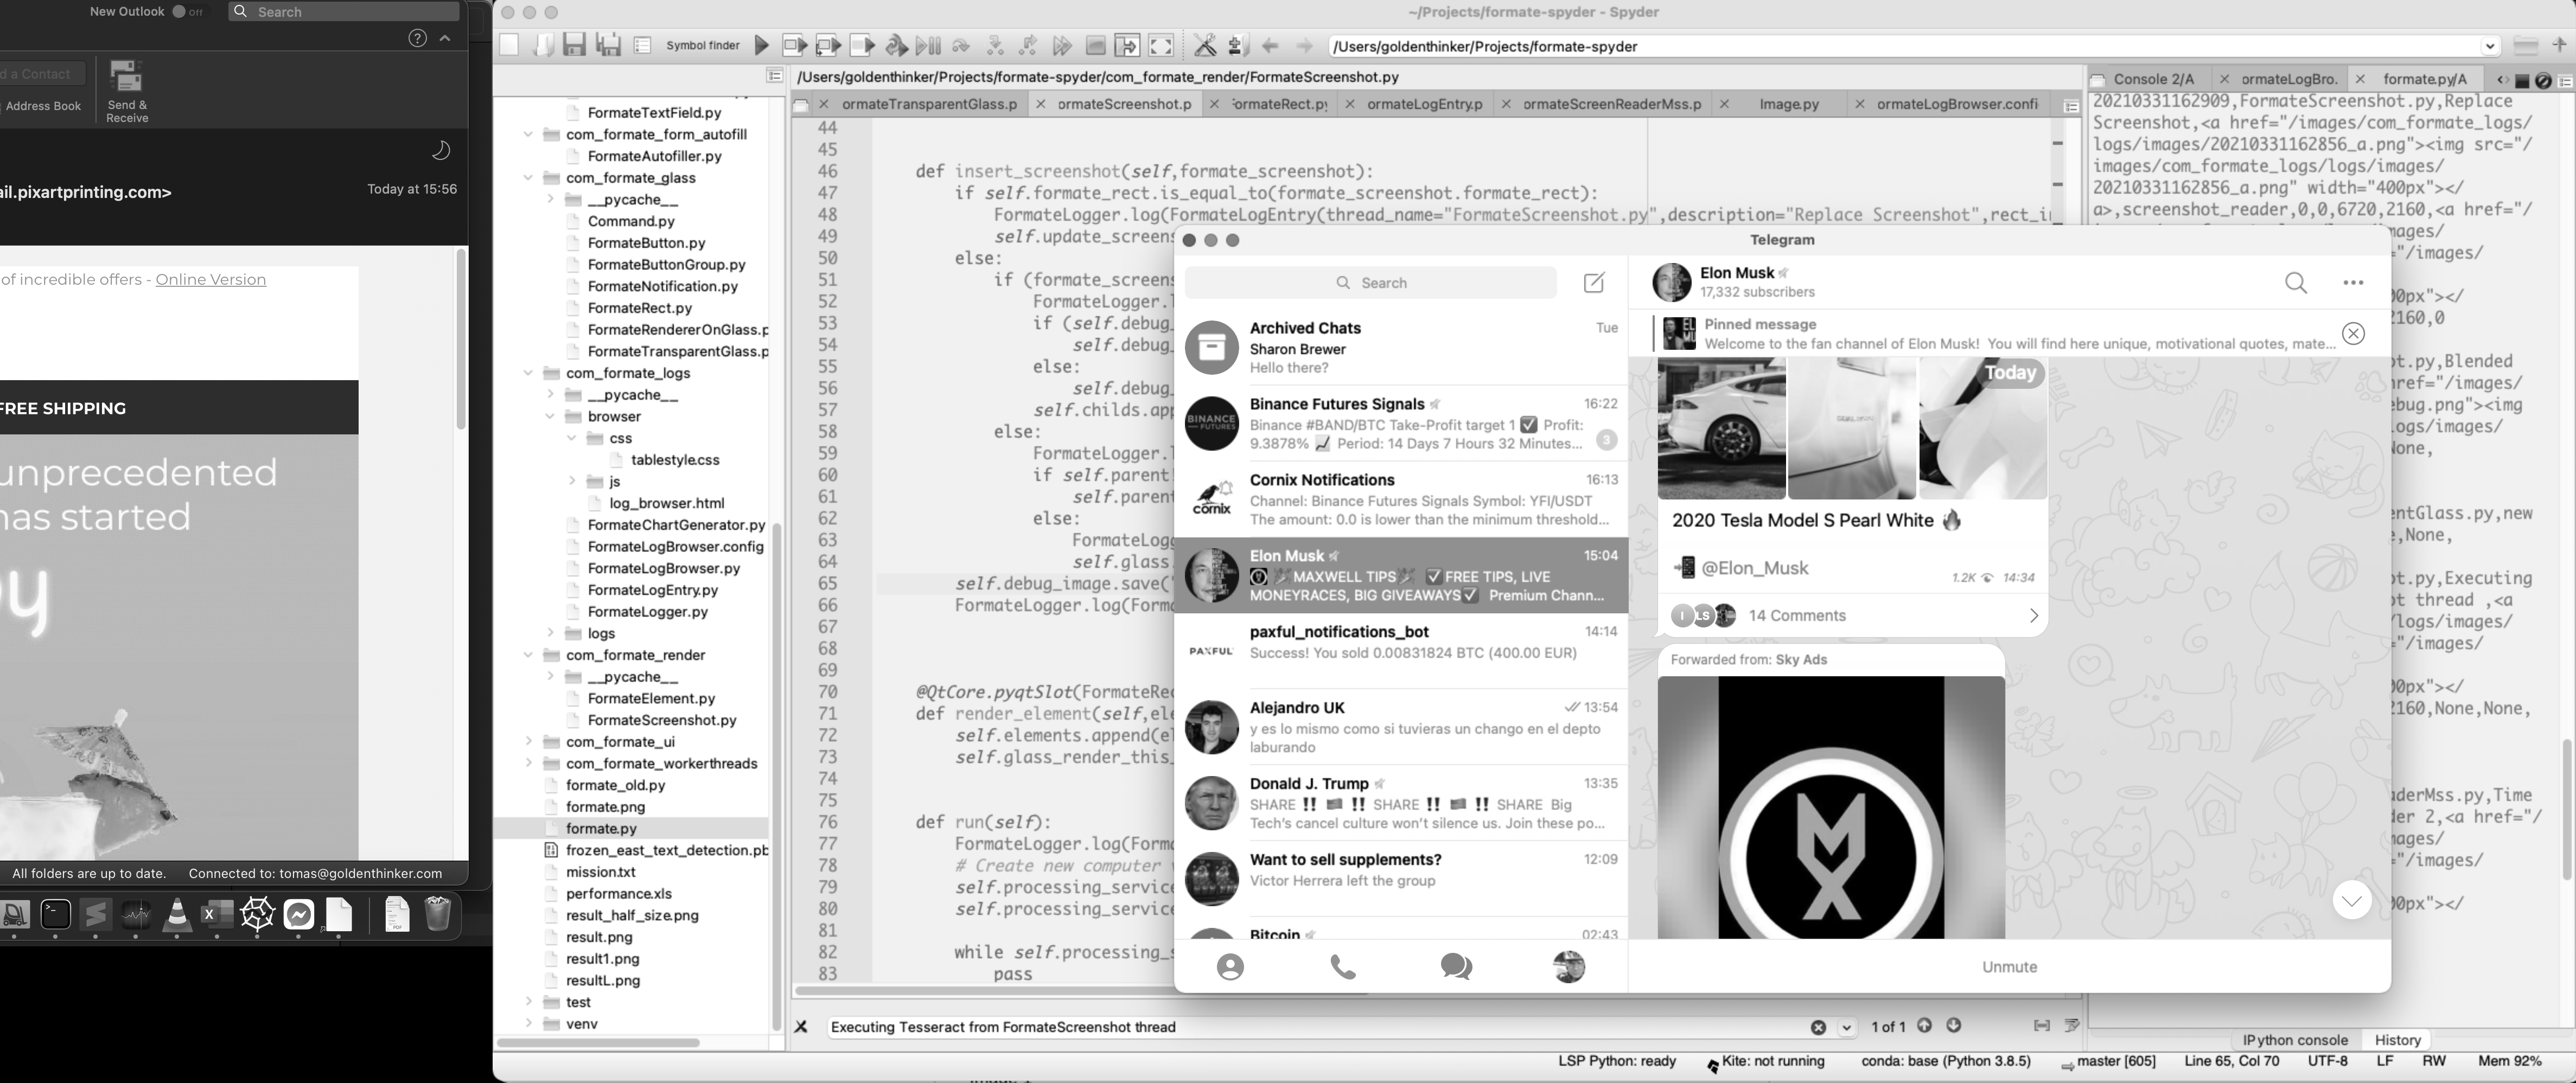 New Outlook Off
Search
d a Contact
Address Book
Send &
Receive
ail.pixartprinting.com>
Today at 15:56
of incredible offers - Online Version
FREE SHIPPING
unprecedented
has started
py
All folders are up to date. Connected to: tomas@goldenthinker.com
~/Projects/formate-spyder - Spyder
Symbol finder
/Users/goldenthinker/Projects/formate-spyder
FormateTextField.py
com_formate_form_autofill
FormateAutofiller.py
com_formate_glass
__pycache__
Command.py
FormateButton.py
FormateButtonGroup.py
FormateNotification.py
FormateRect.py
FormateRendererOnGlass.p
FormateTransparentGlass.p
com_formate_logs
__pycache__
browser
css
tablestyle.css
js
log_browser.html
FormateChartGenerator.py
FormateLogBrowser.config
FormateLogBrowser.py
FormateLogEntry.py
FormateLogger.py
logs
com_formate_render
__pycache__
FormateElement.py
FormateScreenshot.py
com_formate_ui
com_formate_workerthreads
formate_old.py
formate.png
formate.py
frozen_east_text_detection.pb
mission.txt
performance.xls
result_half_size.png
result.png
result1.png
resultL.png
test
venv
/Users/goldenthinker/Projects/formate-spyder/com_formate_render/FormateScreenshot.py
ormateTransparentGlass.p ormateScreenshot.p FormateRect.py ormateLogEntry.p ormateScreenReaderMss.p Image.py ormateLogBrowser.confi
44
45
46 def insert_screenshot(self,formate_screenshot):
47 if self.formate_rect.is_equal_to(formate_screenshot.formate_rect):
48 FormateLogger.log(FormateLogEntry(thread_name="FormateScreenshot.py",description="Replace Screenshot",rect_i
49 self.update_screens
50 else:
51 if (formate_screens
52 FormateLogger.
53 if (self.debug_
54 self.debug_
55 else:
56 self.debug_
57 self.childs.app
58 else:
59 FormateLogger.
60 if self.parent
61 self.parent
62 else:
63 FormateLogg
64 self.glass.
65 self.debug_image.save(
66 FormateLogger.log(Forma
67
68
69
70 @QtCore.pyqtSlot(FormateRec
71 def render_element(self,ele
72 self.elements.append(el
73 self.glass_render_this_
74
75
76 def run(self):
77 FormateLogger.log(Forma
78 # Create new computer
79 self.processing_service
80 self.processing_service
81
82 while self.processing_s
83 pass
Executing Tesseract from FormateScreenshot thread
1 of 1
Telegram
Search
Archived Chats Tue
Sharon Brewer
Hello there?
BINANCE
FUTURES
Binance Futures Signals 16:22
Binance #BAND/BTC Take-Profit target 1 ✅ Profit:
9.3878% 📈 Period: 14 Days 7 Hours 32 Minutes...
3
cornix
Cornix Notifications 16:13
Channel: Binance Futures Signals Symbol: YFI/USDT
The amount: 0.0 is lower than the minimum threshold...
Elon Musk 15:04
MAXWELL TIPS ✅FREE TIPS, LIVE
MONEYRACES, BIG GIVEAWAYS✅ Premium Chann...
PAXFUL
paxful_notifications_bot 14:14
Success! You sold 0.00831824 BTC (400.00 EUR)
Alejandro UK 13:54
y es lo mismo como si tuvieras un chango en el depto
laburando
Donald J. Trump 13:35
SHARE ‼️ ‼️ SHARE ‼️ ‼️ SHARE Big
Tech's cancel culture won't silence us. Join these po...
Want to sell supplements? 12:09
Victor Herrera left the group
Bitcoin 02:43
Elon Musk
17,332 subscribers
Pinned message
Welcome to the fan channel of Elon Musk! You will find here unique, motivational quotes, mate...
Today
2020 Tesla Model S Pearl White 🔥
📲 @Elon_Musk
1.2K 14:34
I LS
14 Comments
Forwarded from: Sky Ads
Unmute
Console 2/A ormateLogBro. formate.py/A
20210331162909,FormateScreenshot.py,Replace
Screenshot,<a href="/images/com_formate_logs/
logs/images/20210331162856_a.png"><img src="/
images/com_formate_logs/logs/images/
20210331162856_a.png" width="400px"></
a>,screenshot_reader,0,0,6720,2160,<a href="/
mages/
="/images/
00px"></
2160,0
ot.py,Blended
href="/images/
ebug.png"><img
logs/images/
None,
entGlass.py,new
e,None,
ot.py,Executing
ot thread ,<a
/logs/images/
="/images/
00px"></
2160,None,None,
aderMss.py,Time
der 2,<a href="/
mages/
="/images/
00px"></
IPython console History
LSP Python: ready Kite: not running conda: base (Python 3.8.5) master [605] Line 65, Col 70 UTF-8 LF RW Mem 92%